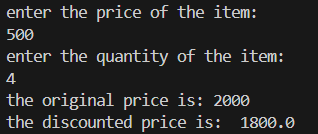 enter the price of the item:
500
enter the quantity of the item:
4
the original price is: 2000
the discounted price is:  1800.0